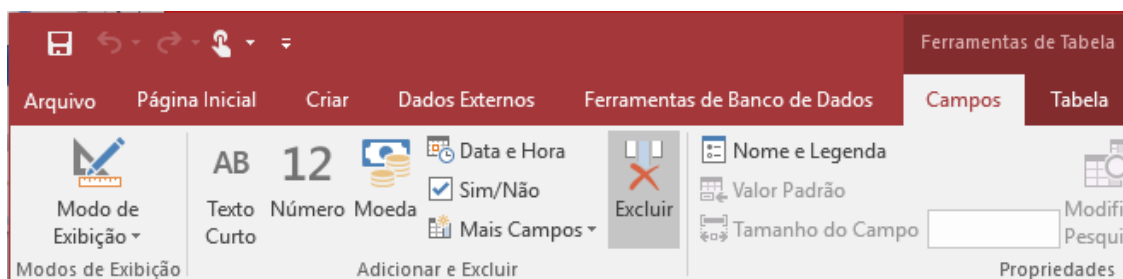 Ferramentas de Tabela
Arquivo Página Inicial Criar Dados Externos Ferramentas de Banco de Dados Campos Tabela
Modo de Exibição
AB Texto Curto
12 Número
Moeda
Data e Hora
Sim/Não
Mais Campos
Excluir
Nome e Legenda
Valor Padrão
Tamanho do Campo
Modifi
Pesqui
Modos de Exibição Adicionar e Excluir Propriedades